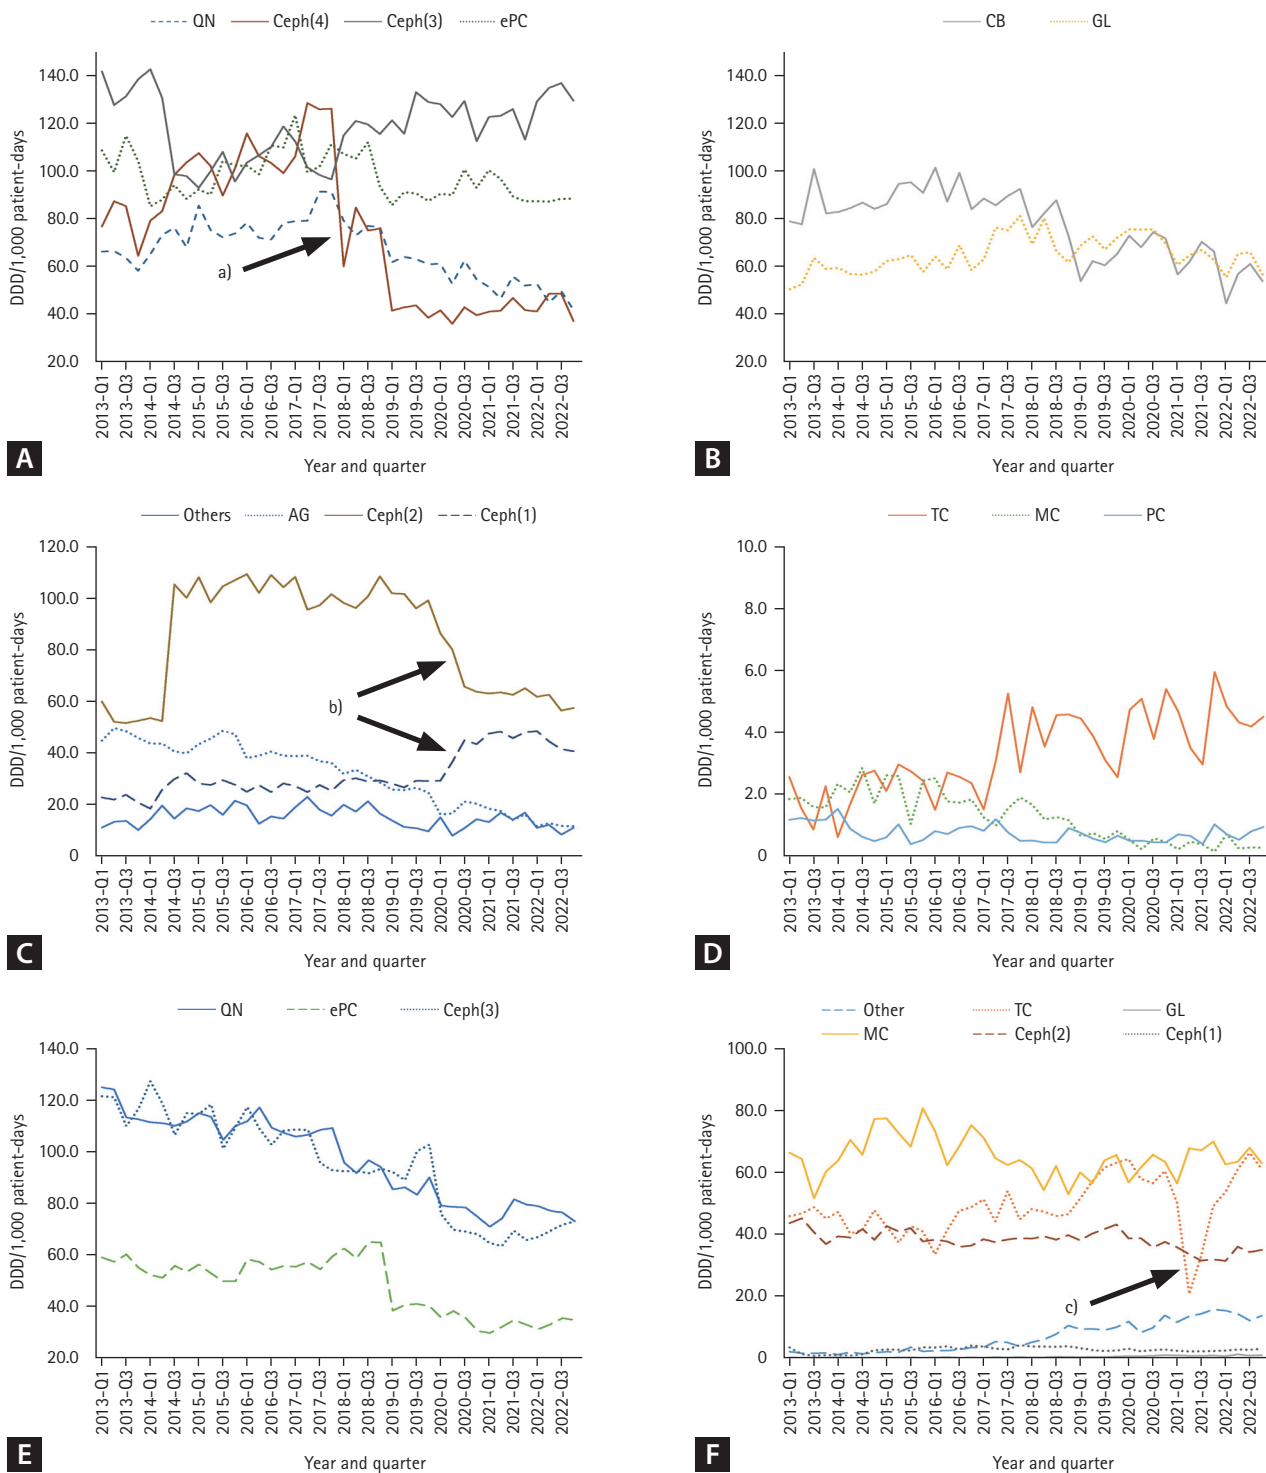 QN Ceph(4) Ceph(3) ePC
DDD/1,000 patient-days
140.0
120.0
100.0
80.0
60.0
40.0
20.0
a)
2013-Q1 2013-Q3 2014-Q1 2014-Q3 2015-Q1 2015-Q3 2016-Q1 2016-Q3 2017-Q1 2017-Q3 2018-Q1 2018-Q3 2019-Q1 2019-Q3 2020-Q1 2020-Q3 2021-Q1 2021-Q3 2022-Q1 2022-Q3
A
Year and quarter
CB GL
DDD/1,000 patient-days
140.0
120.0
100.0
80.0
60.0
40.0
20.0
2013-Q1 2013-Q3 2014-Q1 2014-Q3 2015-Q1 2015-Q3 2016-Q1 2016-Q3 2017-Q1 2017-Q3 2018-Q1 2018-Q3 2019-Q1 2019-Q3 2020-Q1 2020-Q3 2021-Q1 2021-Q3 2022-Q1 2022-Q3
B
Year and quarter
Others AG Ceph(2) Ceph(1)
DDD/1,000 patient-days
120.0
100.0
80.0
60.0
40.0
20.0
0
b)
2013-Q1 2013-Q3 2014-Q1 2014-Q3 2015-Q1 2015-Q3 2016-Q1 2016-Q3 2017-Q1 2017-Q3 2018-Q1 2018-Q3 2019-Q1 2019-Q3 2020-Q1 2020-Q3 2021-Q1 2021-Q3 2022-Q1 2022-Q3
C
Year and quarter
TC MC PC
DDD/1,000 patient-days
10.0
8.0
6.0
4.0
2.0
0
2013-Q1 2013-Q3 2014-Q1 2014-Q3 2015-Q1 2015-Q3 2016-Q1 2016-Q3 2017-Q1 2017-Q3 2018-Q1 2018-Q3 2019-Q1 2019-Q3 2020-Q1 2020-Q3 2021-Q1 2021-Q3 2022-Q1 2022-Q3
D
Year and quarter
QN ePC Ceph(3)
DDD/1,000 patient-days
140.0
120.0
100.0
80.0
60.0
40.0
20.0
2013-Q1 2013-Q3 2014-Q1 2014-Q3 2015-Q1 2015-Q3 2016-Q1 2016-Q3 2017-Q1 2017-Q3 2018-Q1 2018-Q3 2019-Q1 2019-Q3 2020-Q1 2020-Q3 2021-Q1 2021-Q3 2022-Q1 2022-Q3
E
Year and quarter
Other TC GL
MC Ceph(2) Ceph(1)
DDD/1,000 patient-days
100.0
80.0
60.0
40.0
20.0
0
c)
2013-Q1 2013-Q3 2014-Q1 2014-Q3 2015-Q1 2015-Q3 2016-Q1 2016-Q3 2017-Q1 2017-Q3 2018-Q1 2018-Q3 2019-Q1 2019-Q3 2020-Q1 2020-Q3 2021-Q1 2021-Q3 2022-Q1 2022-Q3
F
Year and quarter